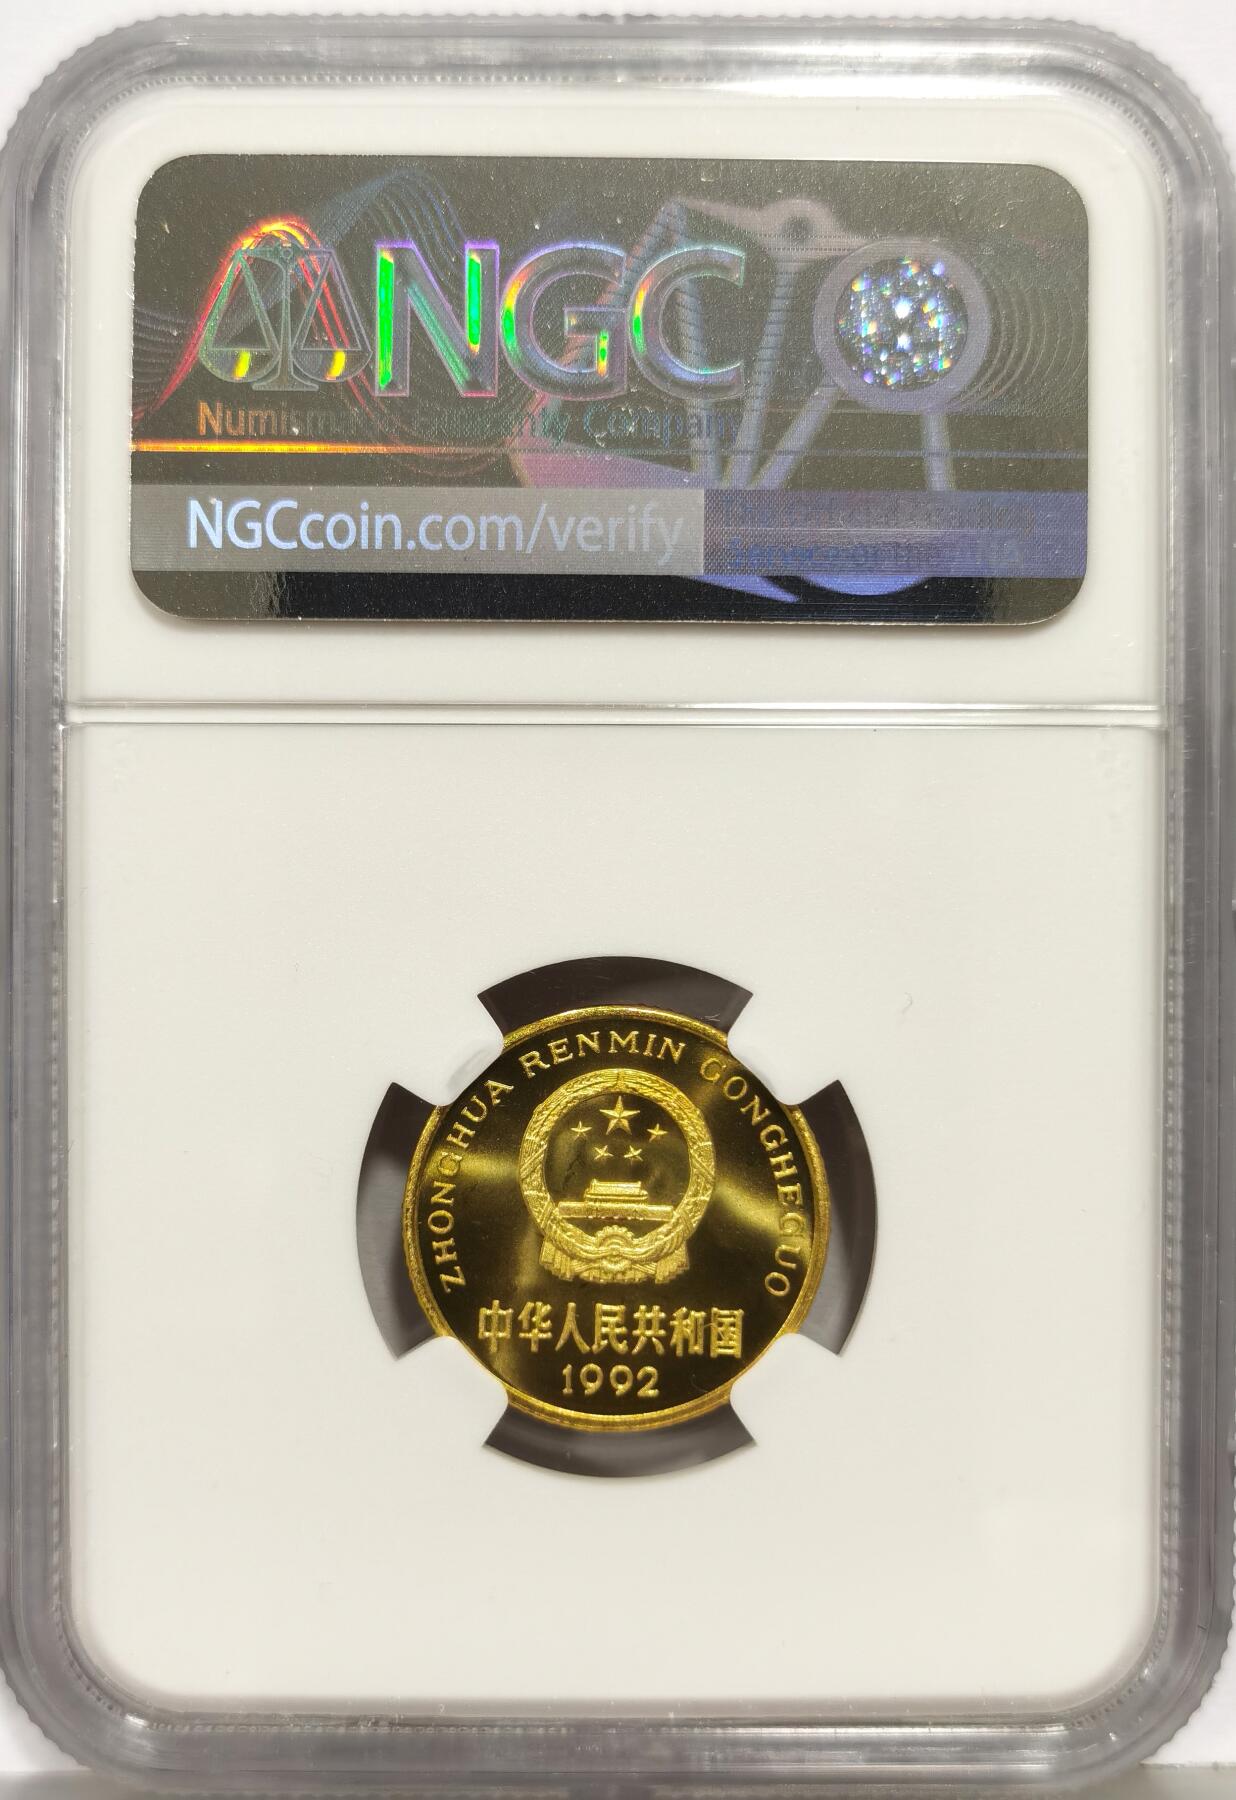 NGC
Numismatic Guaranty Company
NGCcoin.com/verify
ZHONGHUA RENMIN GONGHEGUO
中华人民共和国
1992